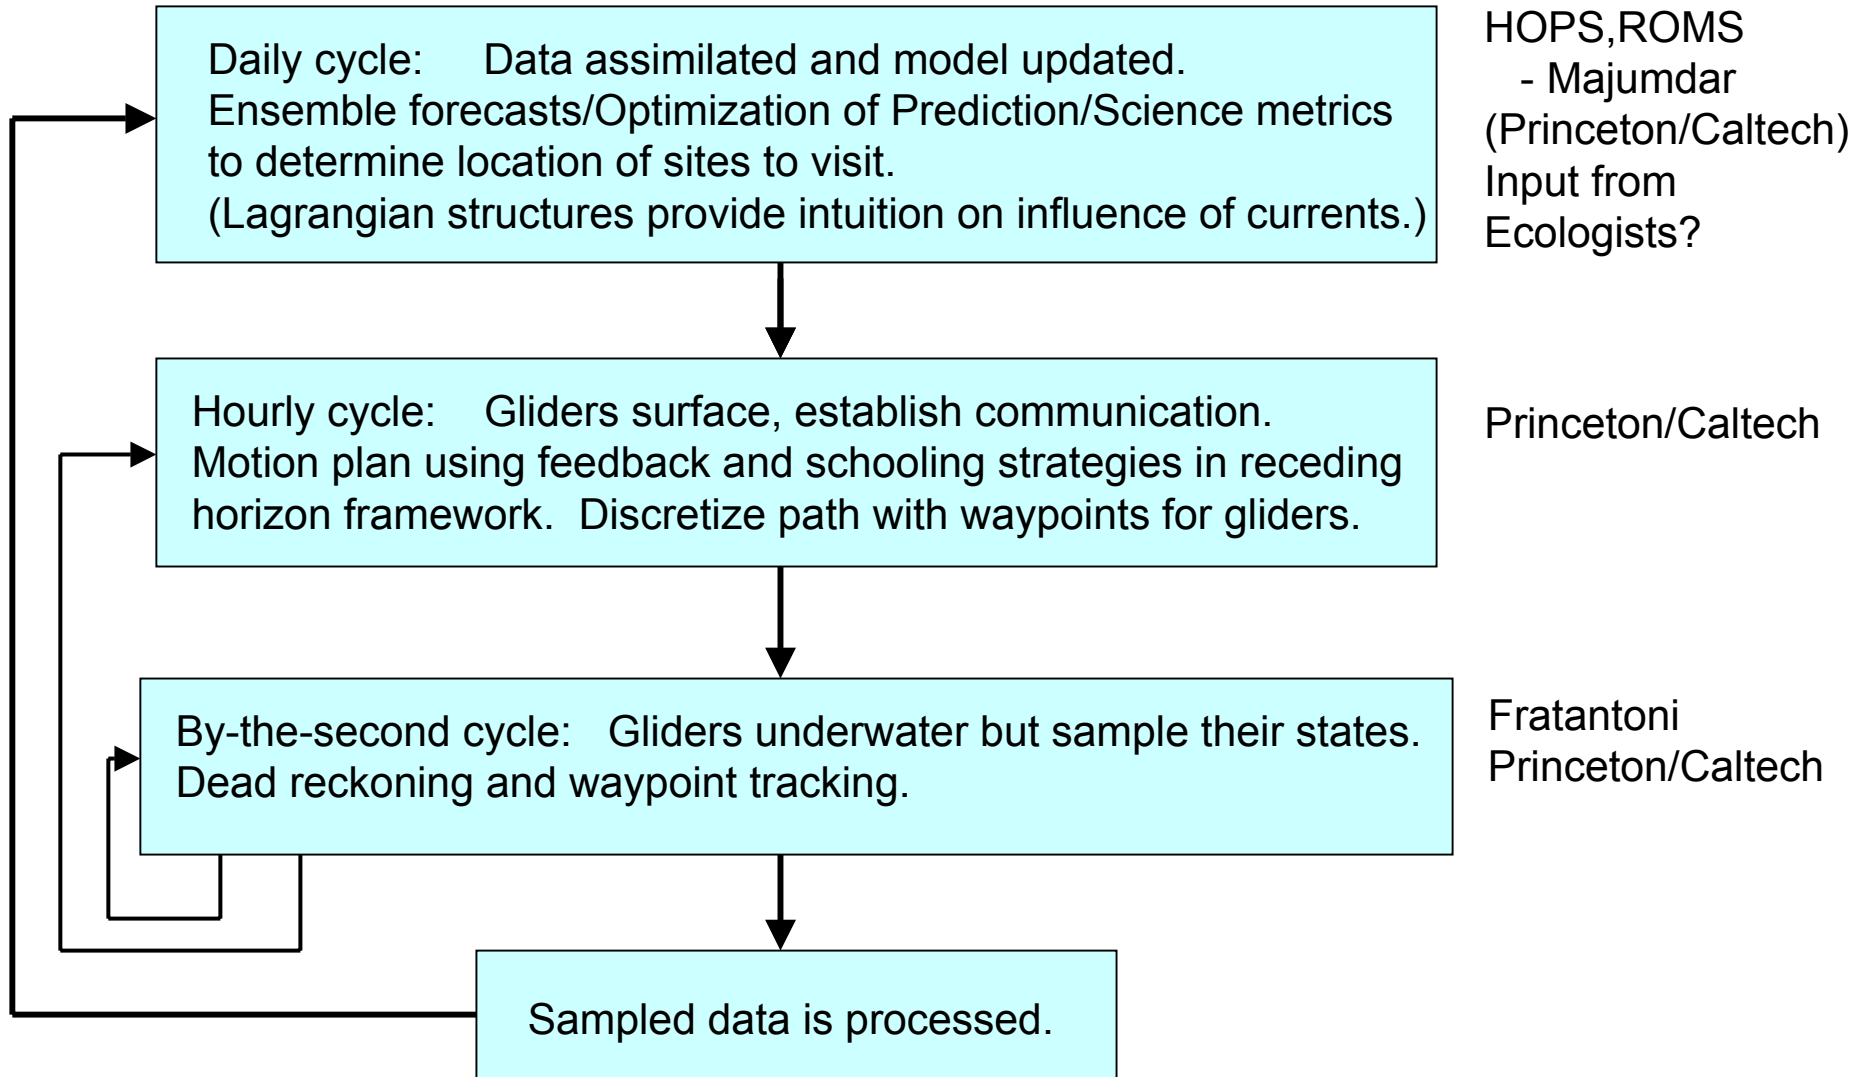 Daily cycle: Data assimilated and model updated.
Ensemble forecasts/Optimization of Prediction/Science metrics
to determine location of sites to visit.
(Lagrangian structures provide intuition on influence of currents.)
HOPS,ROMS
- Majumdar
(Princeton/Caltech)
Input from
Ecologists?
Hourly cycle: Gliders surface, establish communication.
Motion plan using feedback and schooling strategies in receding
horizon framework. Discretize path with waypoints for gliders.
Princeton/Caltech
By-the-second cycle: Gliders underwater but sample their states.
Dead reckoning and waypoint tracking.
Fratantoni
Princeton/Caltech
Sampled data is processed.